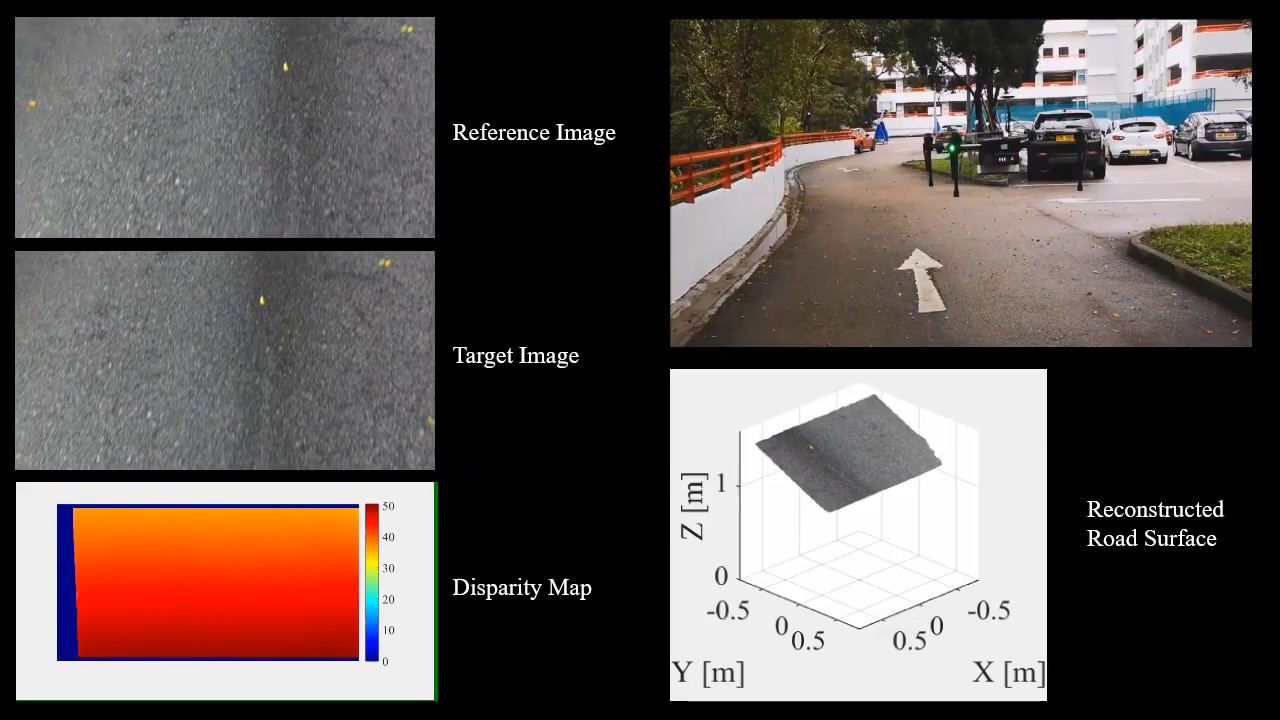 Reference Image
Target Image
50
40
30
20
10
0
Disparity Map
Z [m]
1
0
-0.5
0
0.5
Y [m]
0.5
0
-0.5
X [m]
Reconstructed
Road Surface